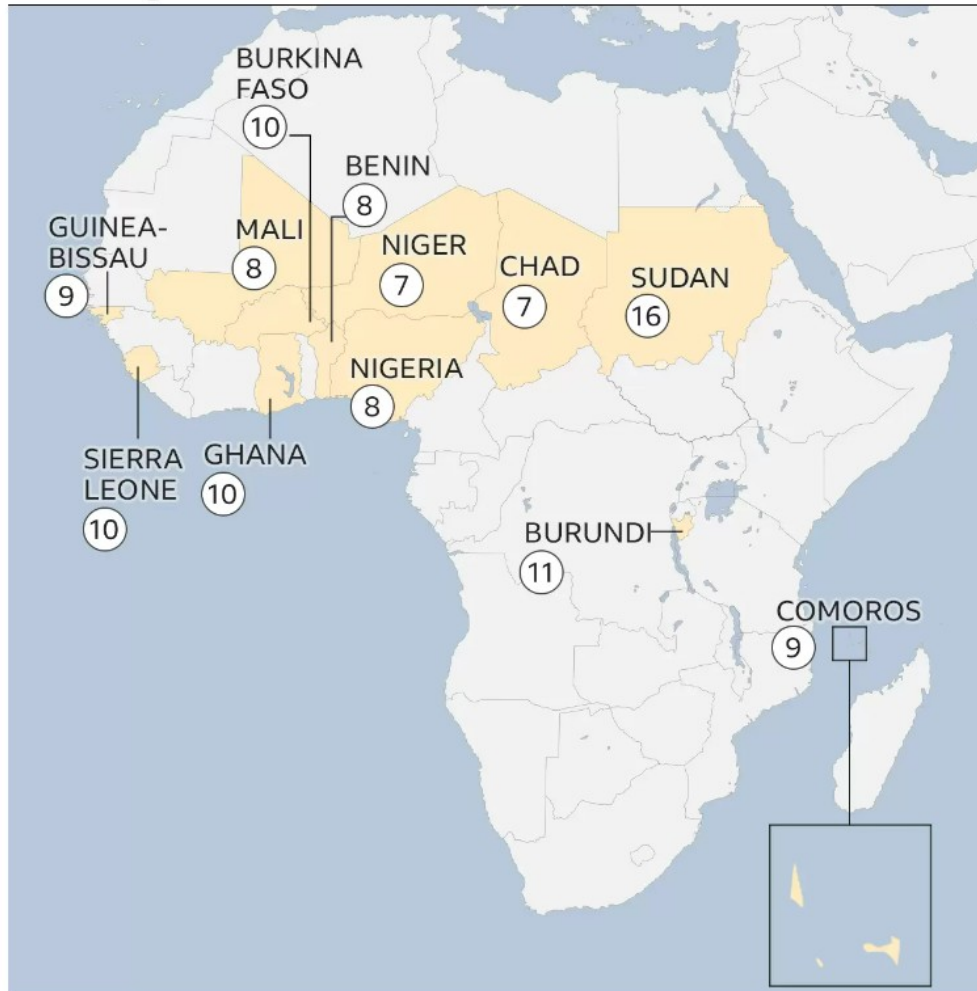 BURKINA
FASO
10
BENIN
8
GUINEA-
BISSAU
9
MALI
8
NIGER
7
CHAD
7
SUDAN
16
NIGERIA
8
SIERRA
LEONE
10
GHANA
10
BURUNDI
11
COMOROS
9